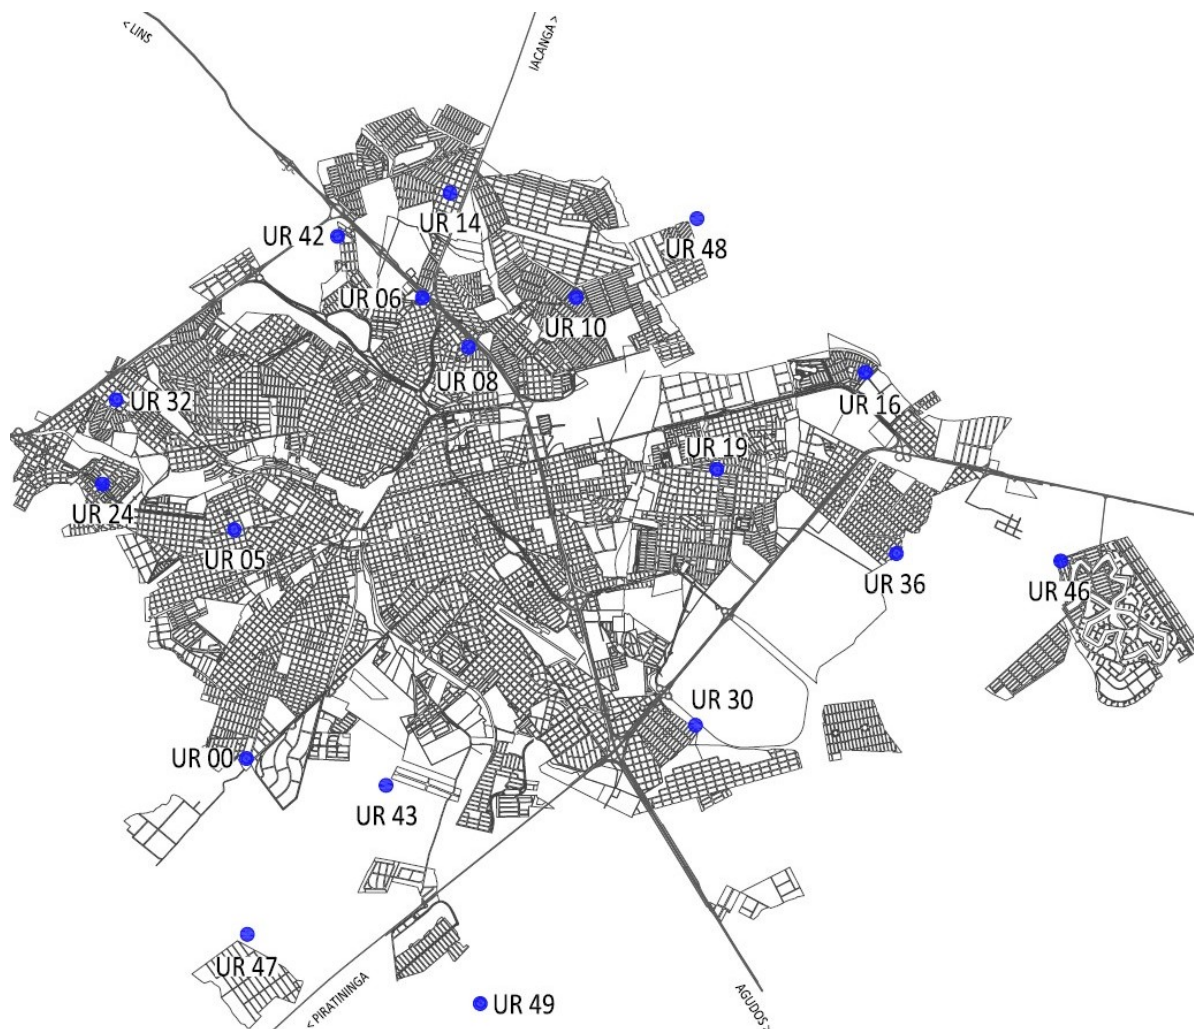 < LINS
IACANGA >
UR 14
UR 42
UR 48
UR 06
UR 10
UR 08
UR 32
UR 16
UR 19
UR 24
UR 05
UR 36
UR 46
UR 30
UR 00
UR 43
UR 47
< PIRATININGA
AGUDOS >
UR 49